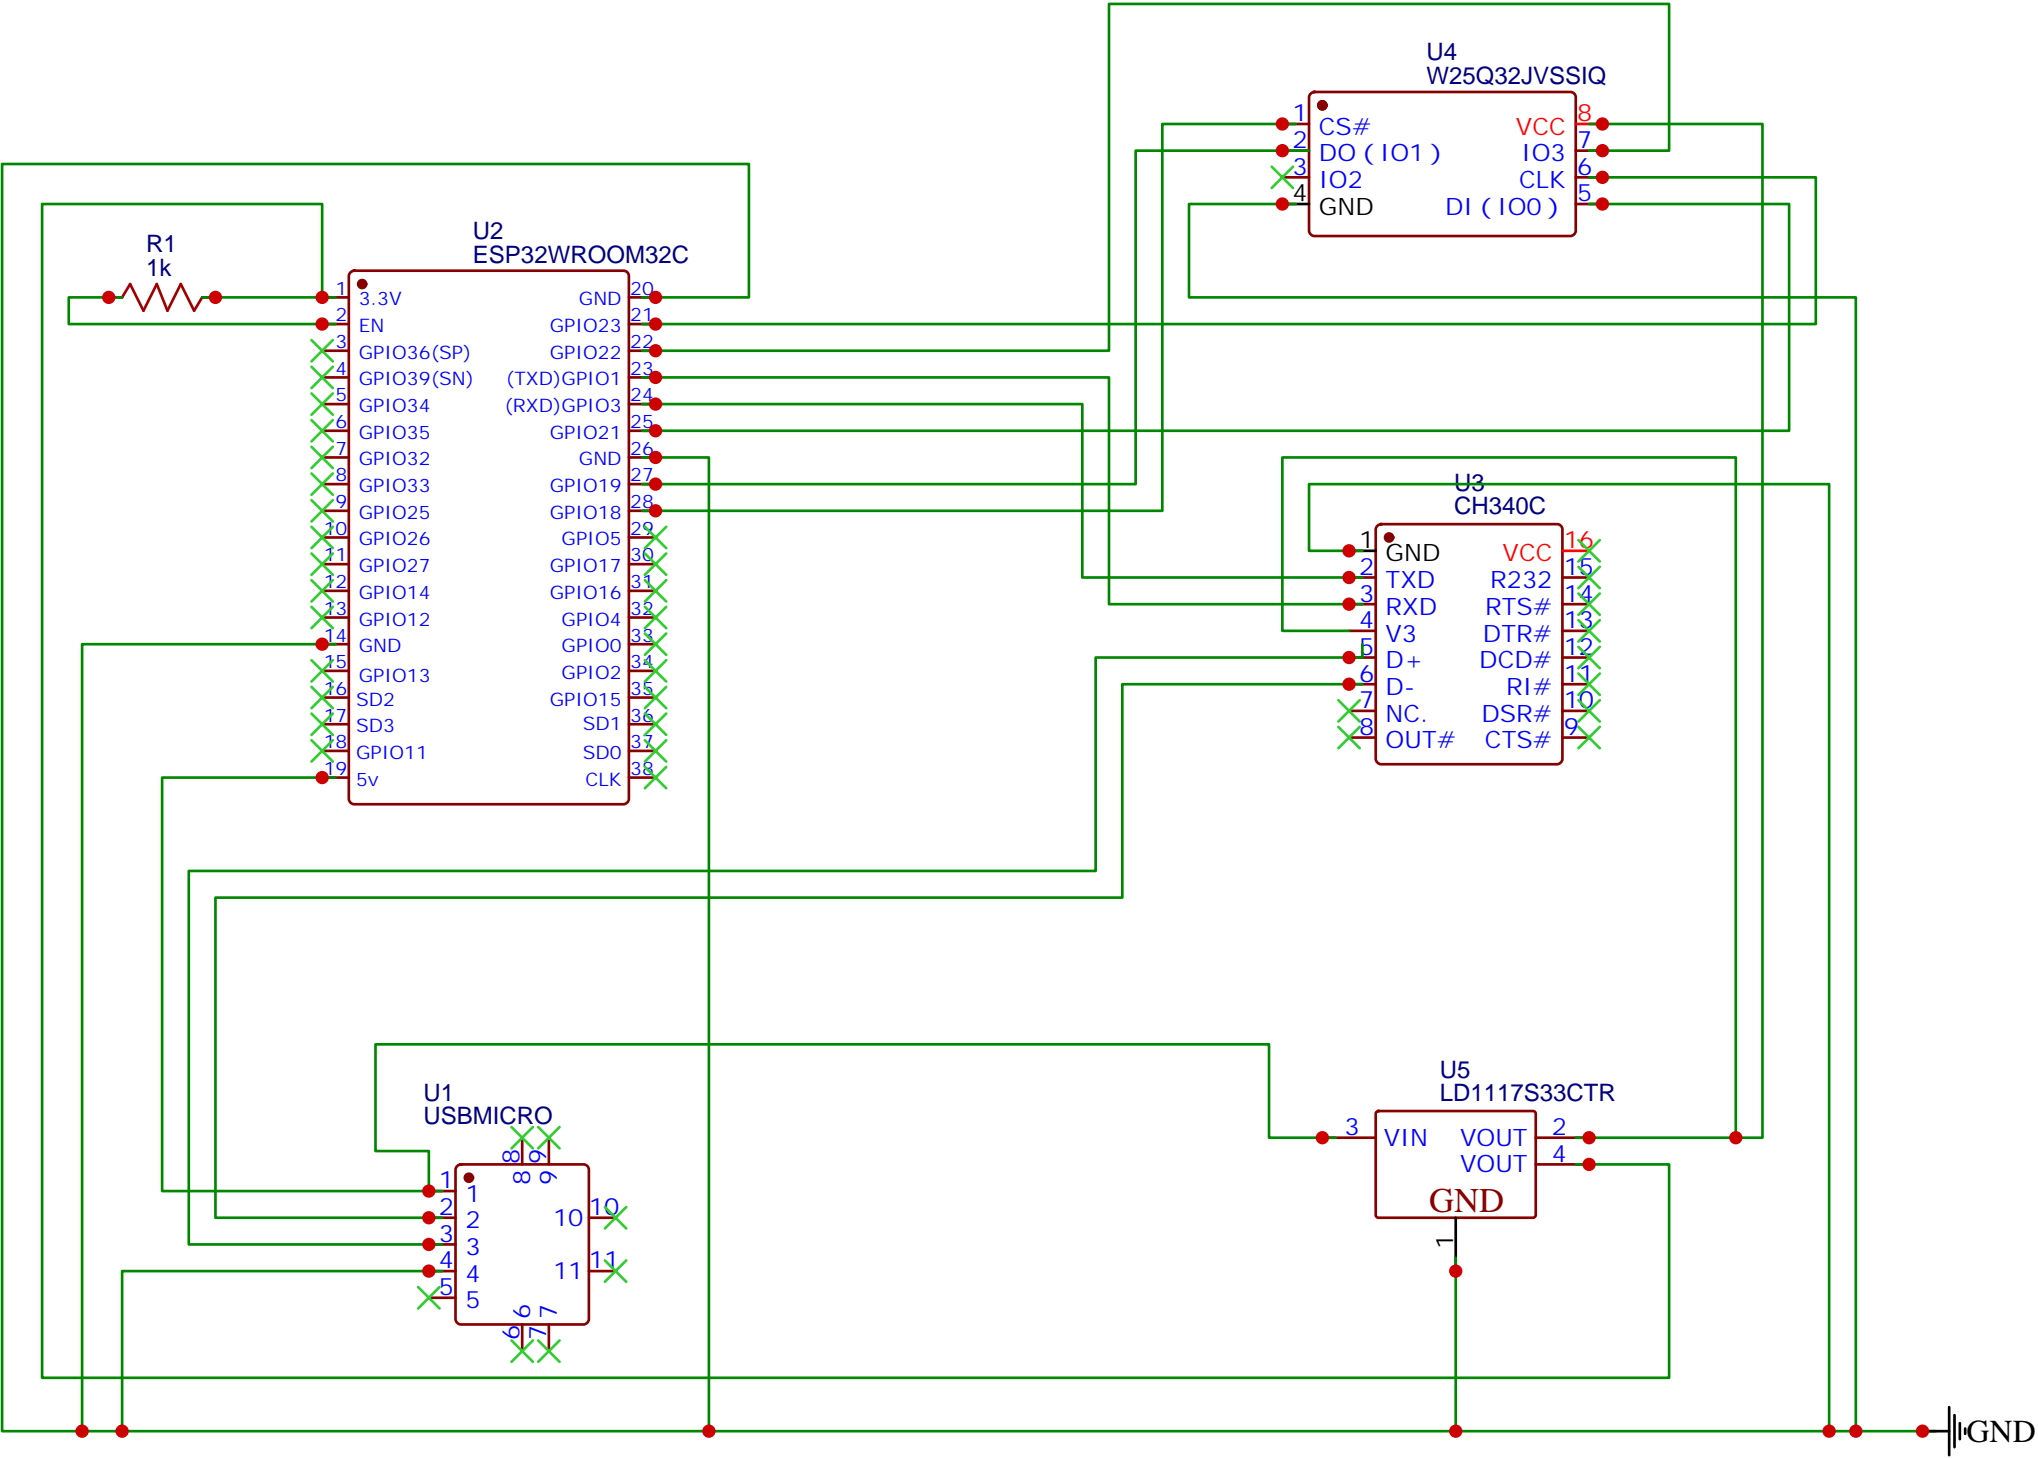 U4
W25Q32JVSSIQ
1 CS# VCC 8
2 DO ( IO1 ) IO3 7
3 IO2 CLK 6
4 GND DI ( IO0 ) 5
R1
1k
U2
ESP32WROOM32C
1 3.3V GND 20
2 EN GPIO23 21
3 GPIO36(SP) GPIO22 22
4 GPIO39(SN) (TXD)GPIO1 23
5 GPIO34 (RXD)GPIO3 24
6 GPIO35 GPIO21 25
7 GPIO32 GND 26
8 GPIO33 GPIO19 27
9 GPIO25 GPIO18 28
10 GPIO26 GPIO5 29
11 GPIO27 GPIO17 30
12 GPIO14 GPIO16 31
13 GPIO12 GPIO4 32
14 GND GPIO0 33
15 GPIO13 GPIO2 34
16 SD2 GPIO15 35
17 SD3 SD1 36
18 GPIO11 SD0 37
19 5v CLK 38
U3
CH340C
1 GND VCC 16
2 TXD R232 15
3 RXD RTS# 14
4 V3 DTR# 13
5 D+ DCD# 12
6 D- RI# 11
7 NC. DSR# 10
8 OUT# CTS# 9
U1
USBMICRO
8 9
8 9
1 1
2 2 10 10
3 3
4 4 11 11
5 5
6 7
6 7
U5
LD1117S33CTR
3 VIN VOUT 2
VOUT 4
GND
1
GND